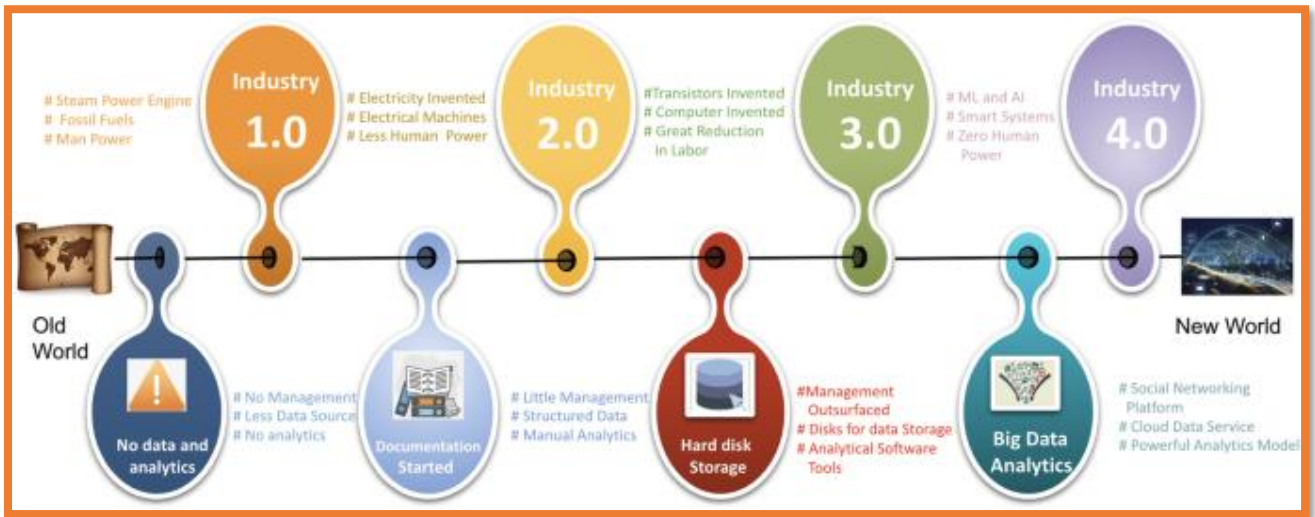 # Steam Power Engine
# Fossil Fuels
# Man Power
Industry
1.0
# Electricity Invented
# Electrical Machines
# Less Human Power
Industry
2.0
#Transistors Invented
# Computer Invented
# Great Reduction
in Labor
Industry
3.0
# ML and AI
# Smart Systems
# Zero Human
Power
Industry
4.0
Old
World
New World
No data and
analytics
# No Management
# Less Data Source
# No analytics
Documentation
Started
# Little Management
# Structured Data
# Manual Analytics
Hard disk
Storage
#Management
Outsurfaced
# Disks for data Storage
# Analytical Software
Tools
Big Data
Analytics
# Social Networking
Platform
# Cloud Data Service
# Powerful Analytics Model